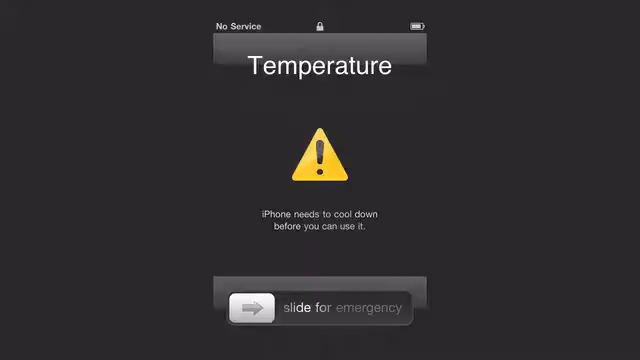 No Service
Temperature
iPhone needs to cool down
before you can use it.
slide for emergency